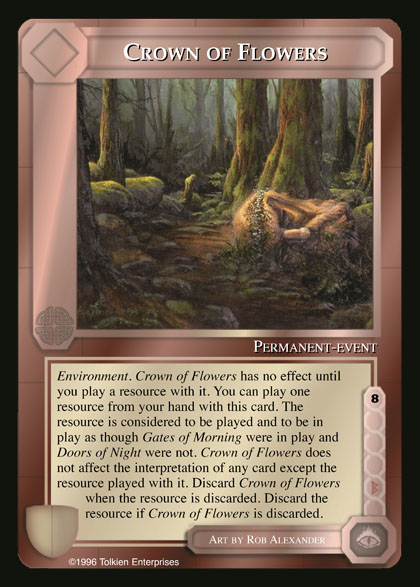 Crown of Flowers
Permanent-event
Environment. Crown of Flowers has no effect until
you play a resource with it. You can play one
resource from your hand with this card. The
resource is considered to be played and to be in
play as though Gates of Morning were in play and
Doors of Night were not. Crown of Flowers does
not affect the interpretation of any card except the
resource played with it. Discard Crown of Flowers
when the resource is discarded. Discard the
resource if Crown of Flowers is discarded.
8
Art by Rob Alexander
©1996 Tolkien Enterprises